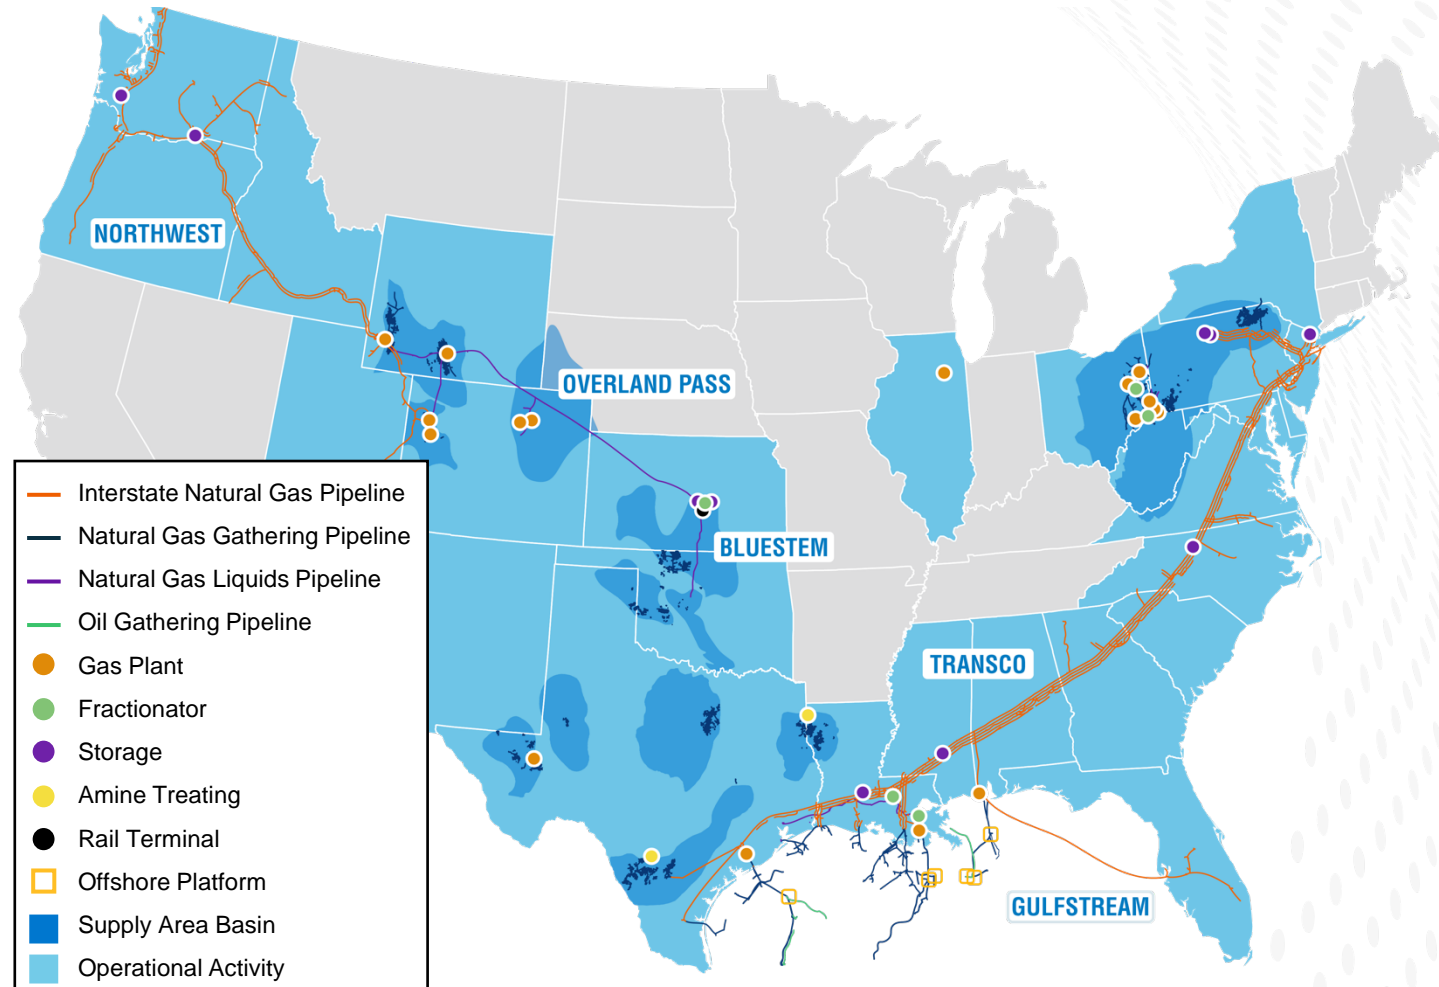 NORTHWEST
OVERLAND PASS
BLUESTEM
TRANSCO
GULFSTREAM
Interstate Natural Gas Pipeline
Natural Gas Gathering Pipeline
Natural Gas Liquids Pipeline
Oil Gathering Pipeline
Gas Plant
Fractionator
Storage
Amine Treating
Rail Terminal
Offshore Platform
Supply Area Basin
Operational Activity